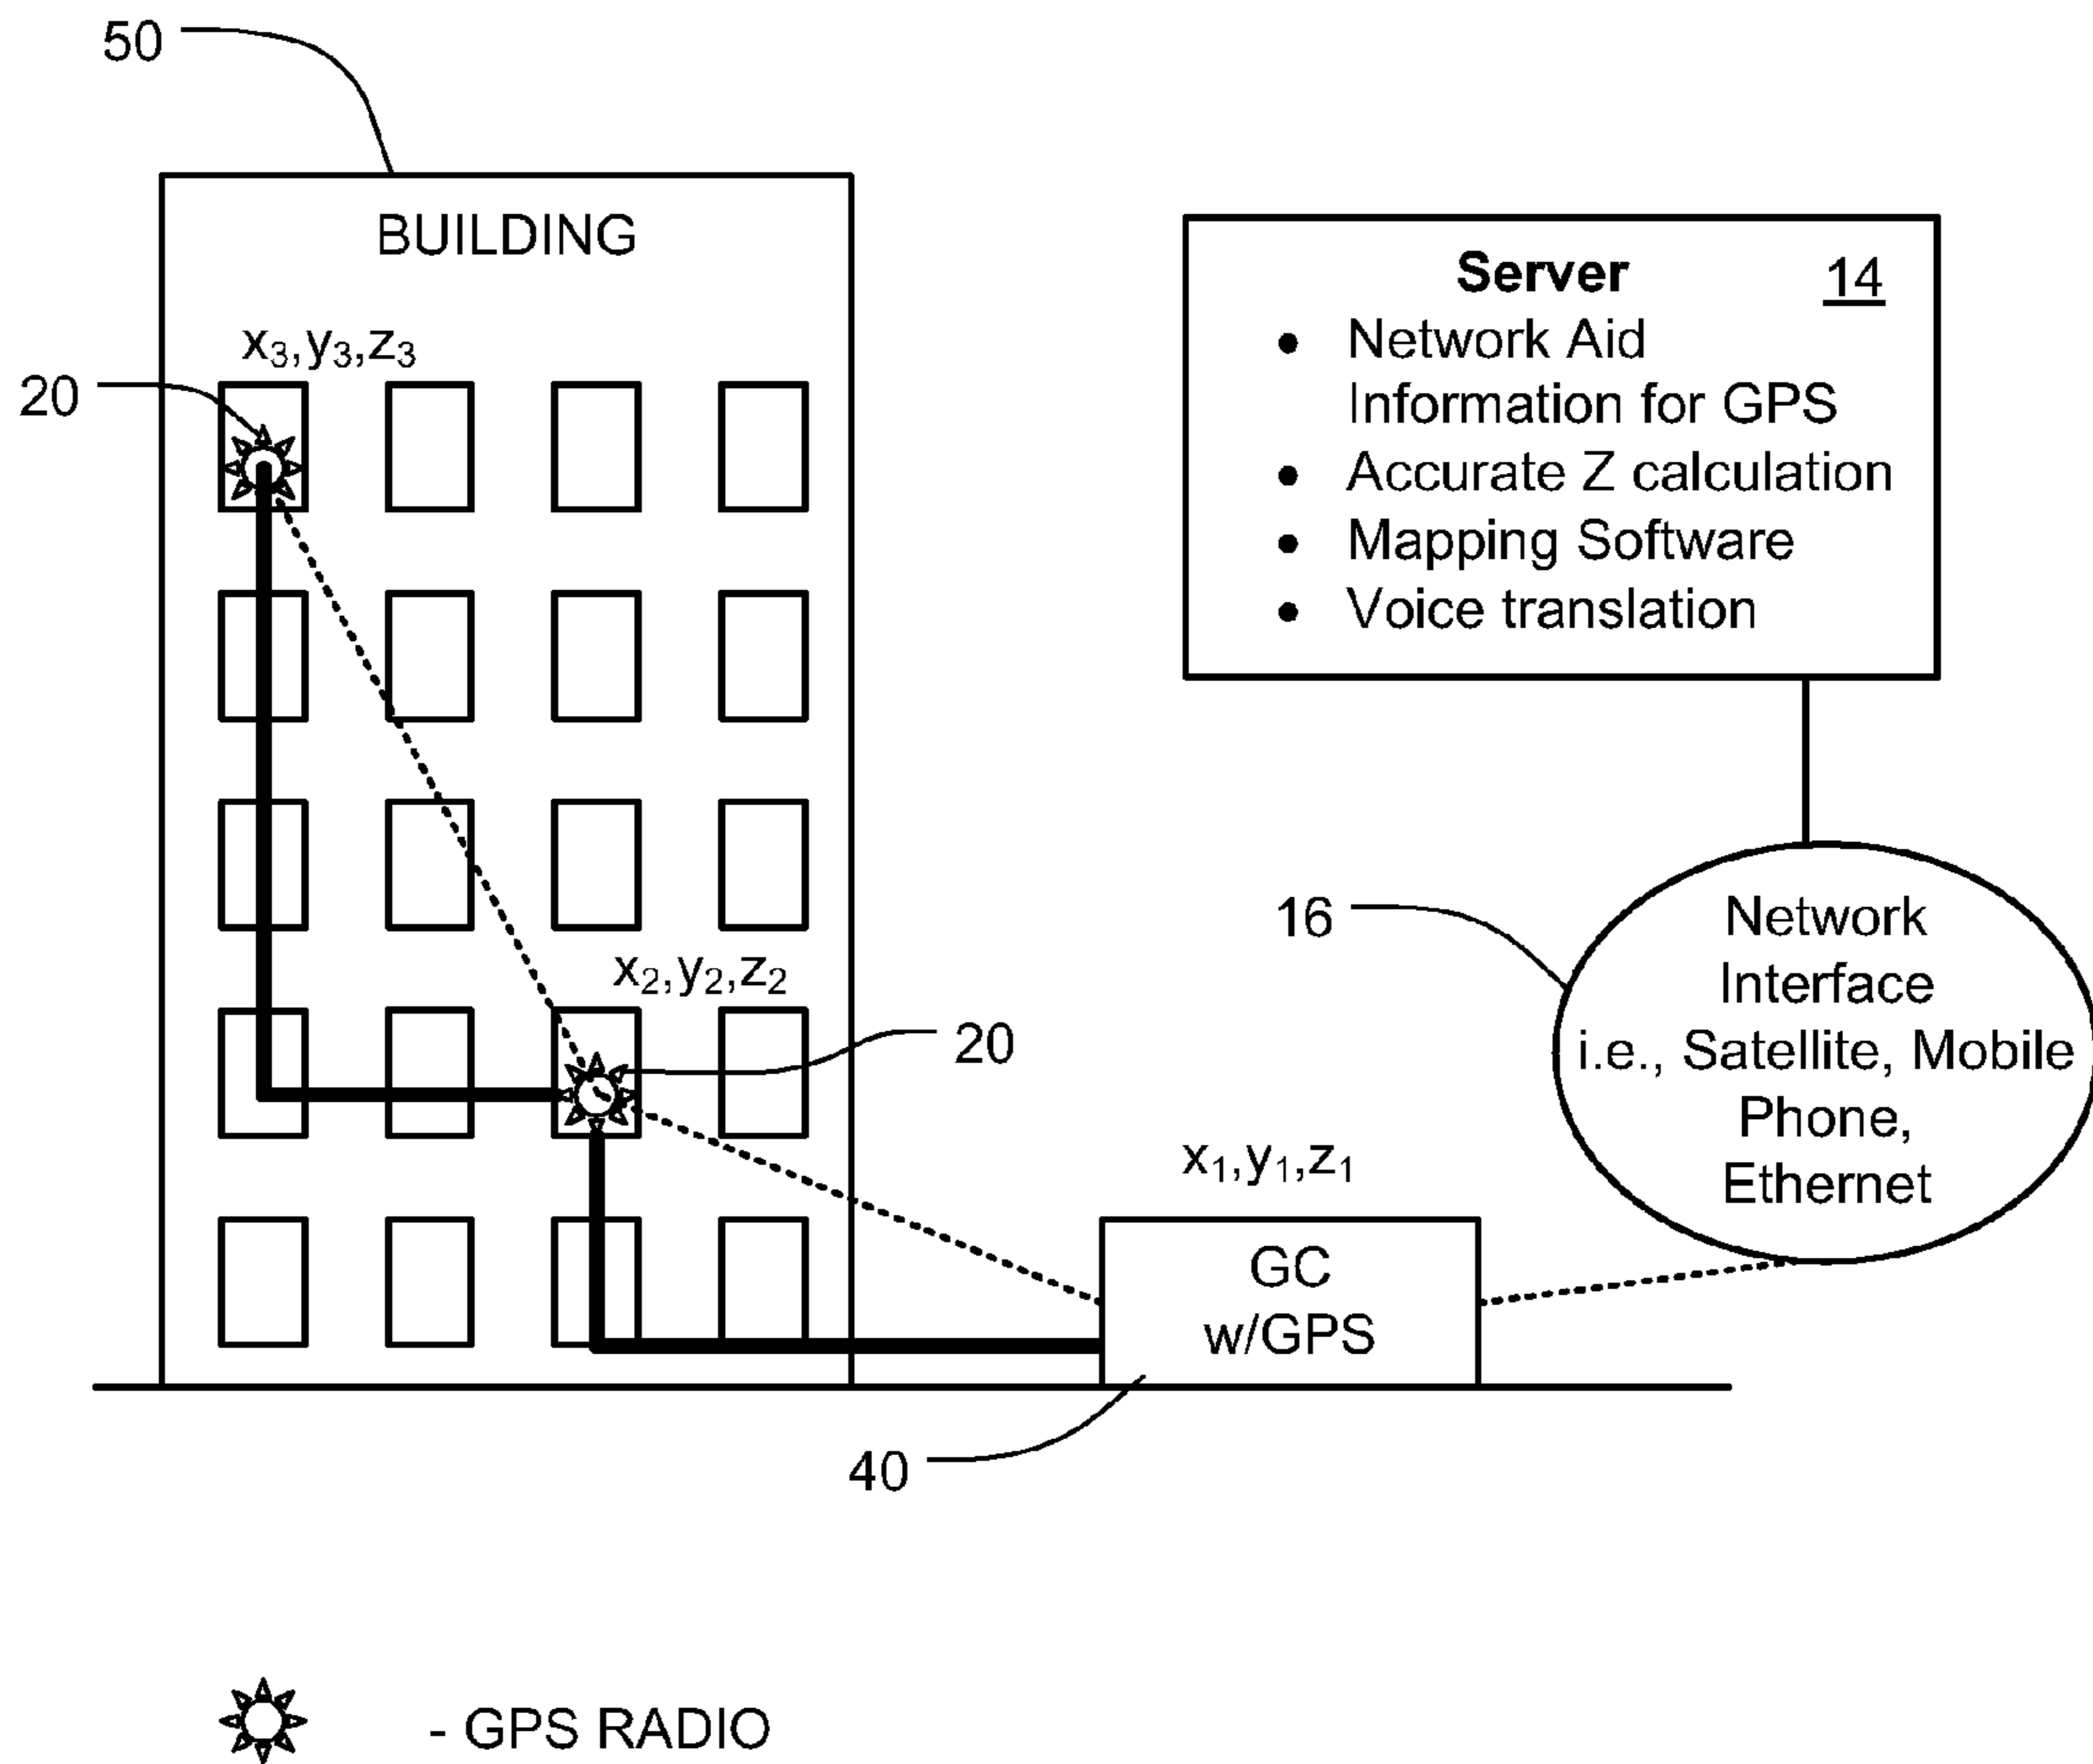 50
BUILDING
x₃,y₃,z₃
20
Server 14
• Network Aid
Information for GPS
• Accurate Z calculation
• Mapping Software
• Voice translation
16
Network
Interface
i.e., Satellite, Mobile
Phone,
Ethernet
x₂,y₂,z₂
20
x₁,y₁,z₁
GC
w/GPS
40
- GPS RADIO